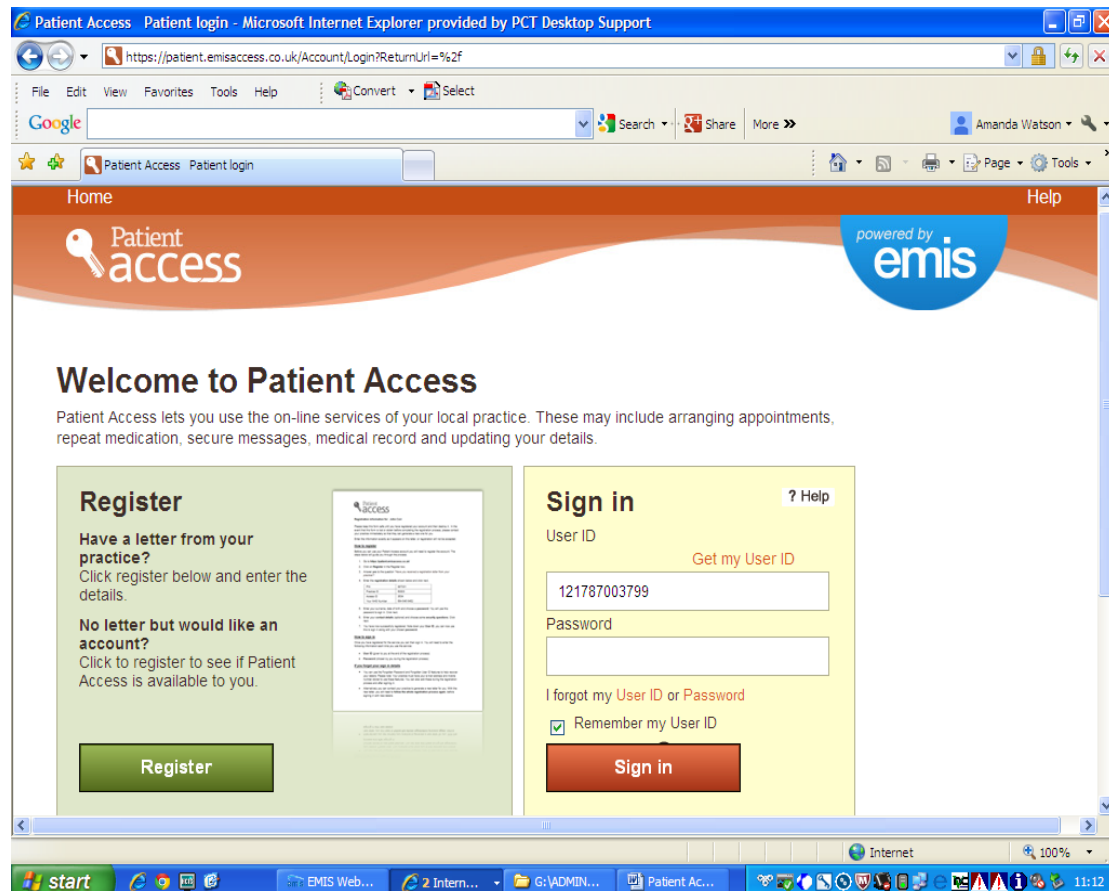 Patient Access Patient login - Microsoft Internet Explorer provided by PCT Desktop Support
https://patient.emisaccess.co.uk/Account/Login?ReturnUrl=%2f
File Edit View Favorites Tools Help Convert Select
Google Search Share More Amanda Watson
Patient Access Patient login Page Tools
Home Help
Patient access
powered by emis
Welcome to Patient Access
Patient Access lets you use the on-line services of your local practice. These may include arranging appointments,
repeat medication, secure messages, medical record and updating your details.
Register
Have a letter from your
practice?
Click register below and enter the
details.
No letter but would like an
account?
Click to register to see if Patient
Access is available to you.
Register
Patient access
Sign in
? Help
User ID
Get my User ID
121787003799
Password
I forgot my User ID or Password
Remember my User ID
Sign in
Internet 100%
start EMIS Web... 2 Intern... G:\ADMIN... Patient Ac... 11:12